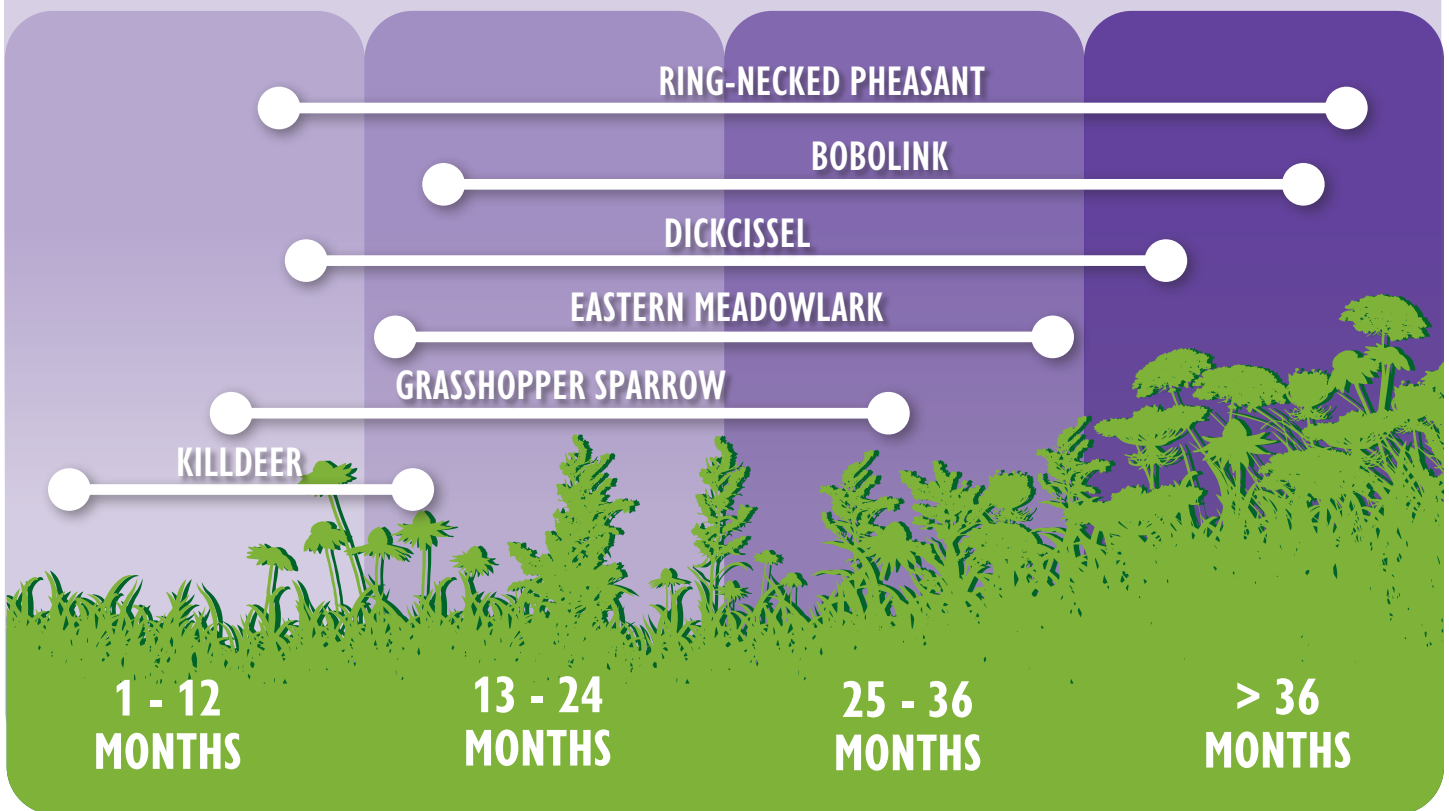 RING-NECKED PHEASANT
BOBOLINK
DICKCISSEL
EASTERN MEADOWLARK
GRASSHOPPER SPARROW
KILLDEER
1 - 12
MONTHS
13 - 24
MONTHS
25 - 36
MONTHS
> 36
MONTHS